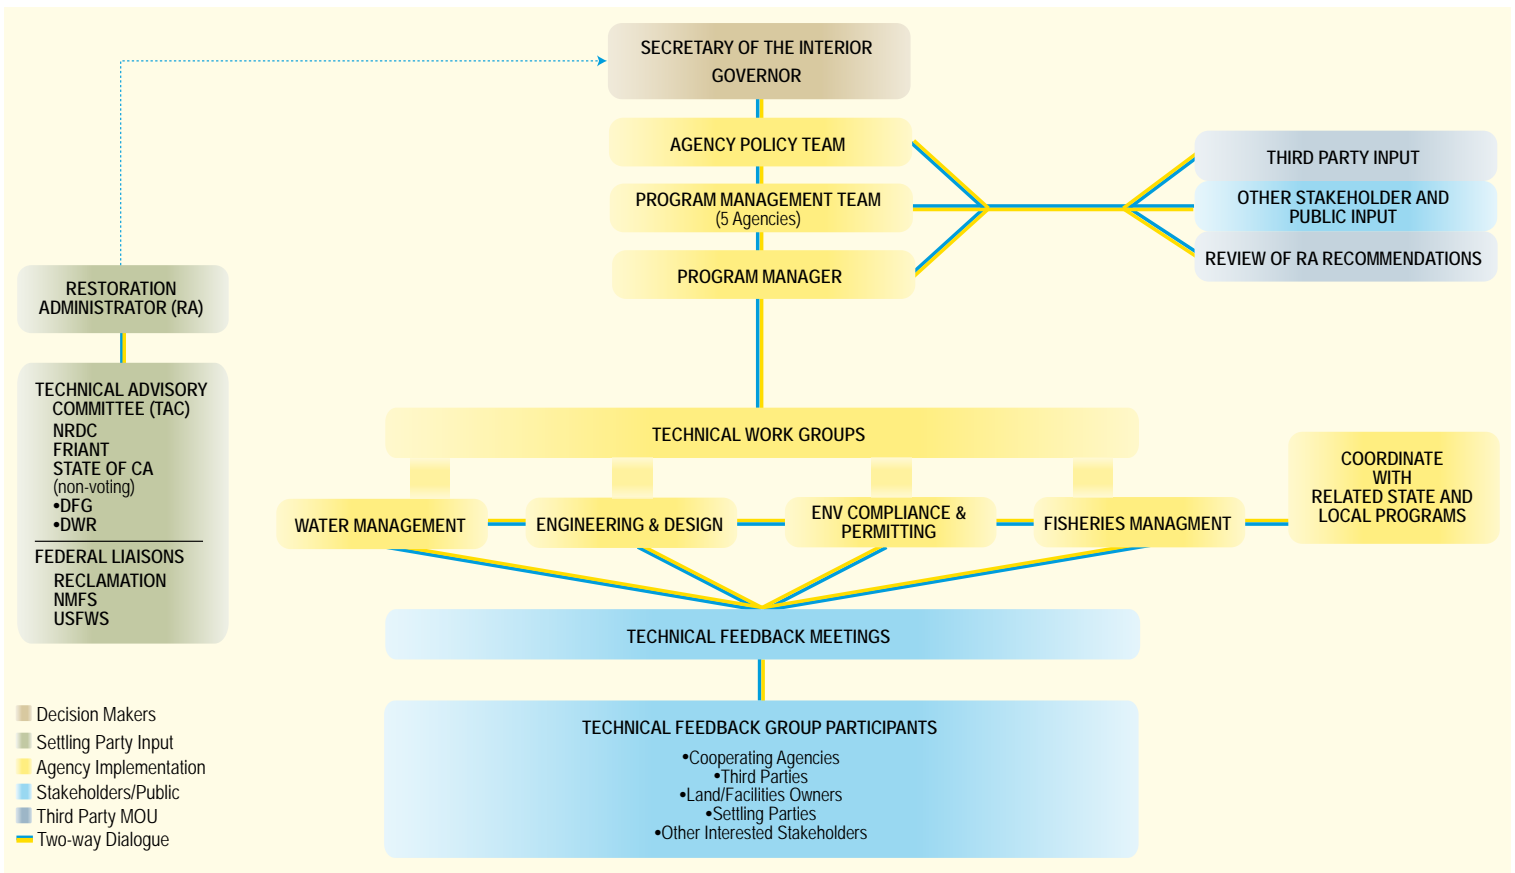 SECRETARY OF THE INTERIOR
GOVERNOR
AGENCY POLICY TEAM
PROGRAM MANAGEMENT TEAM
(5 Agencies)
PROGRAM MANAGER
THIRD PARTY INPUT
OTHER STAKEHOLDER AND
PUBLIC INPUT
REVIEW OF RA RECOMMENDATIONS
RESTORATION
ADMINISTRATOR (RA)
TECHNICAL ADVISORY
COMMITTEE (TAC)
NRDC
FRIANT
STATE OF CA
(non-voting)
•DFG
•DWR
FEDERAL LIAISONS
RECLAMATION
NMFS
USFWS
TECHNICAL WORK GROUPS
WATER MANAGEMENT
ENGINEERING & DESIGN
ENV COMPLIANCE &
PERMITTING
FISHERIES MANAGMENT
COORDINATE
WITH
RELATED STATE AND
LOCAL PROGRAMS
TECHNICAL FEEDBACK MEETINGS
TECHNICAL FEEDBACK GROUP PARTICIPANTS
•Cooperating Agencies
•Third Parties
•Land/Facilities Owners
•Settling Parties
•Other Interested Stakeholders
Decision Makers
Settling Party Input
Agency Implementation
Stakeholders/Public
Third Party MOU
Two-way Dialogue